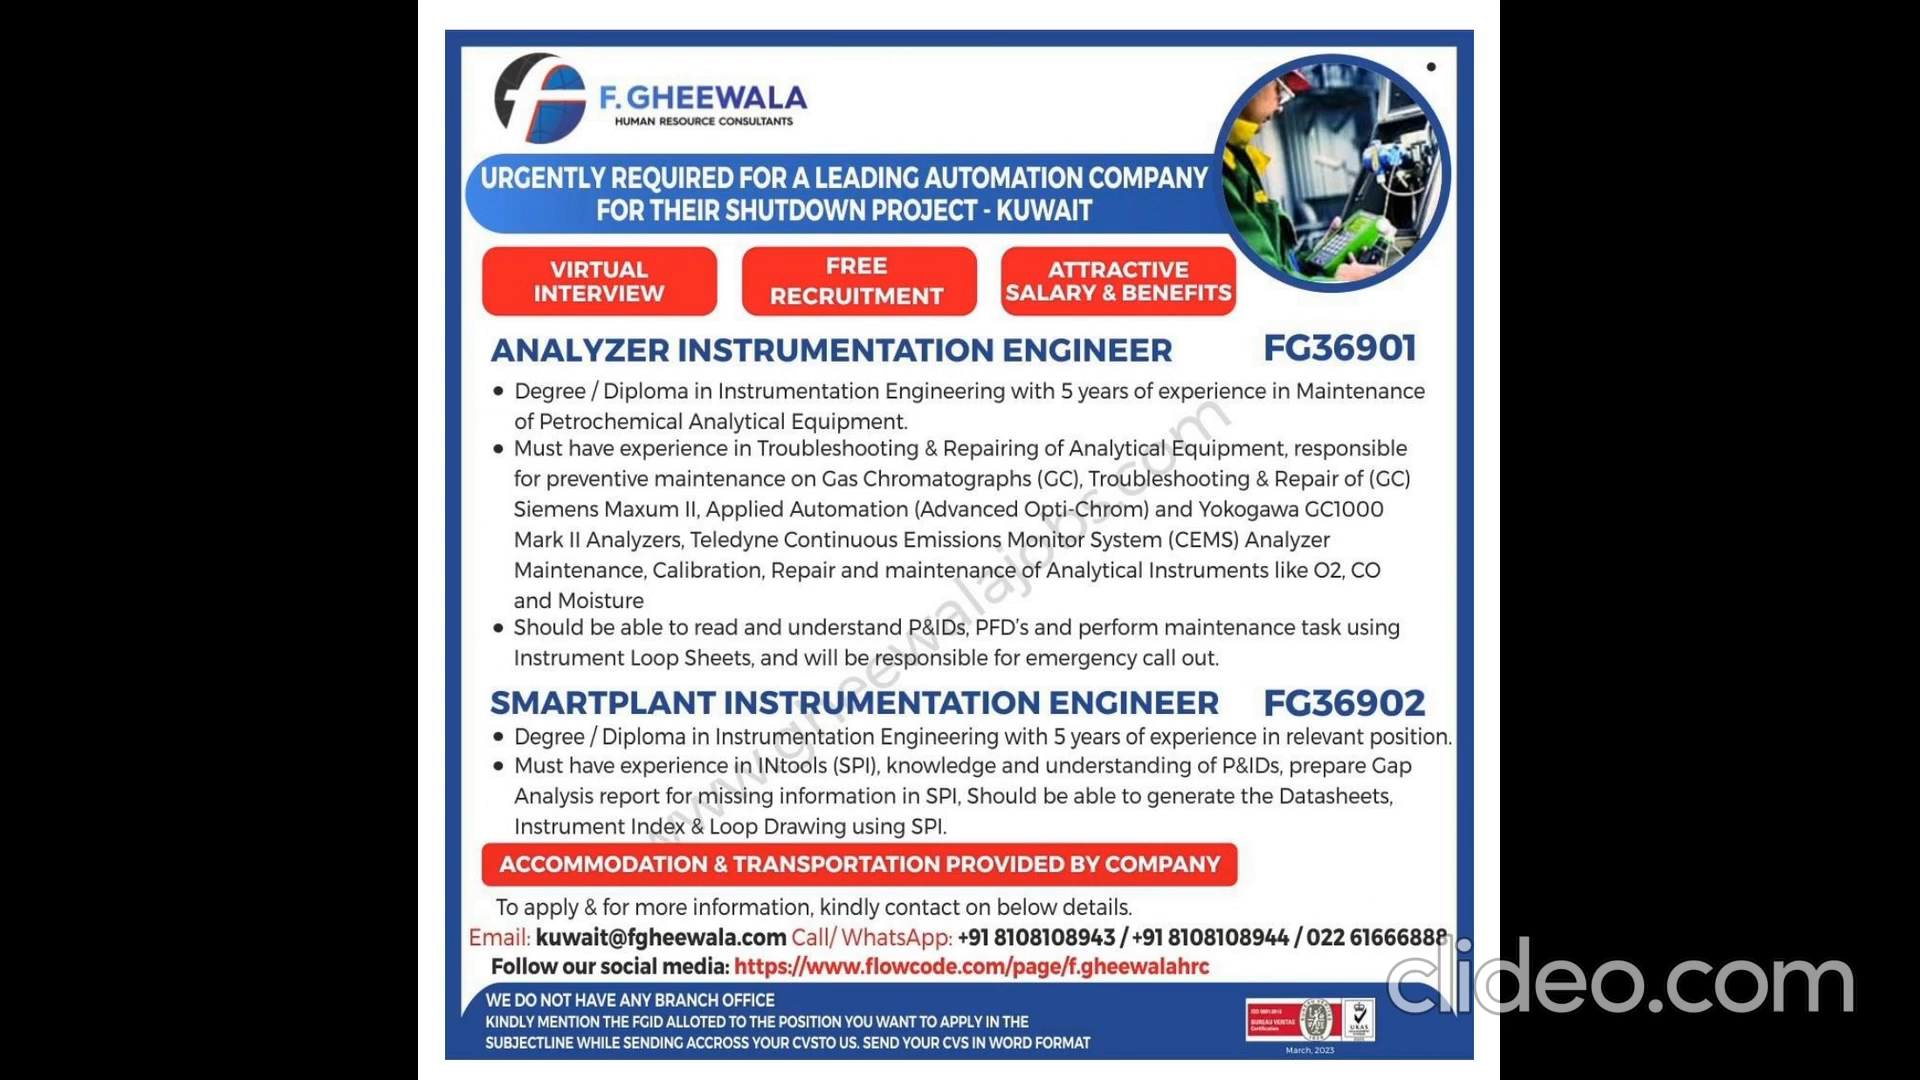 F. GHEEWALA
HUMAN RESOURCE CONSULTANTS
URGENTLY REQUIRED FOR A LEADING AUTOMATION COMPANY
FOR THEIR SHUTDOWN PROJECT - KUWAIT
VIRTUAL
INTERVIEW
FREE
RECRUITMENT
ATTRACTIVE
SALARY & BENEFITS
ANALYZER INSTRUMENTATION ENGINEER FG36901
• Degree / Diploma in Instrumentation Engineering with 5 years of experience in Maintenance
of Petrochemical Analytical Equipment.
• Must have experience in Troubleshooting & Repairing of Analytical Equipment, responsible
for preventive maintenance on Gas Chromatographs (GC), Troubleshooting & Repair of (GC)
Siemens Maxum II, Applied Automation (Advanced Opti-Chrom) and Yokogawa GC1000
Mark II Analyzers, Teledyne Continuous Emissions Monitor System (CEMS) Analyzer
Maintenance, Calibration, Repair and maintenance of Analytical Instruments like O2, CO
and Moisture
• Should be able to read and understand P&IDs, PFD's and perform maintenance task using
Instrument Loop Sheets, and will be responsible for emergency call out.
SMARTPLANT INSTRUMENTATION ENGINEER FG36902
• Degree / Diploma in Instrumentation Engineering with 5 years of experience in relevant position.
• Must have experience in INtools (SPI), knowledge and understanding of P&IDs, prepare Gap
Analysis report for missing information in SPI, Should be able to generate the Datasheets,
Instrument Index & Loop Drawing using SPI.
www.gheewalajobs.com
ACCOMMODATION & TRANSPORTATION PROVIDED BY COMPANY
To apply & for more information, kindly contact on below details.
Email: kuwait@fgheewala.com Call/ WhatsApp: +91 8108108943 / +91 8108108944 / 022 61666888
Follow our social media: https://www.flowcode.com/page/f.gheewalahrc
clideo.com
WE DO NOT HAVE ANY BRANCH OFFICE
KINDLY MENTION THE FGID ALLOTED TO THE POSITION YOU WANT TO APPLY IN THE
SUBJECTLINE WHILE SENDING ACCROSS YOUR CVSTO US. SEND YOUR CVS IN WORD FORMAT
BUREAU VERITAS
Certification
UKAS
March, 2023